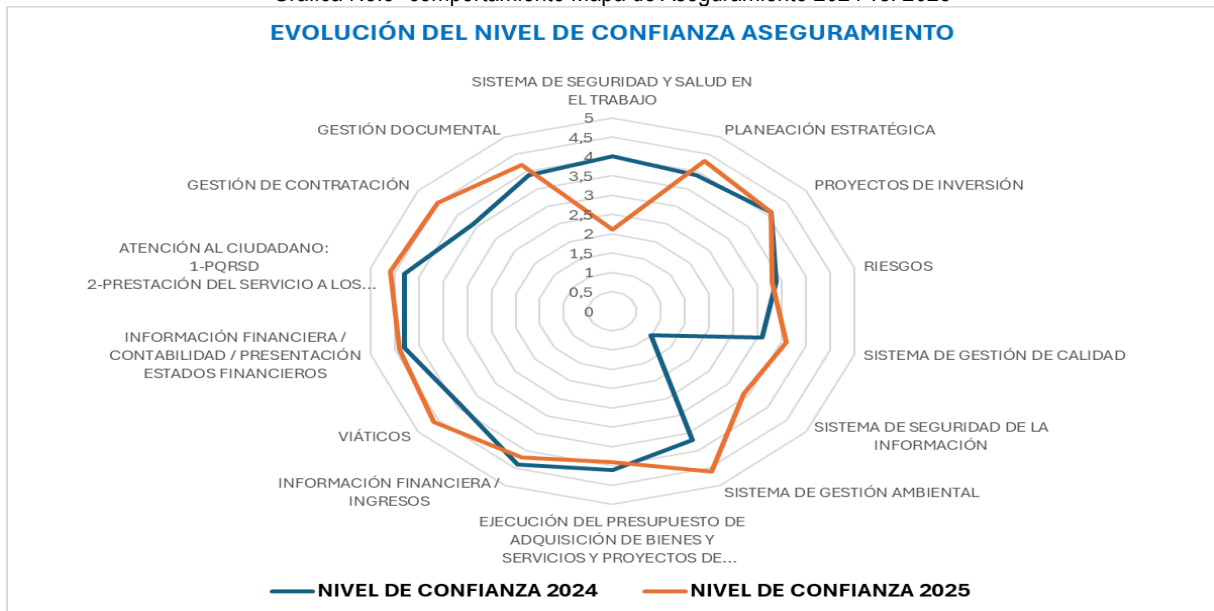 EVOLUCIÓN DEL NIVEL DE CONFIANZA ASEGURAMIENTO
SISTEMA DE SEGURIDAD Y SALUD EN
EL TRABAJO
GESTIÓN DOCUMENTAL
PLANEACIÓN ESTRATÉGICA
GESTIÓN DE CONTRATACIÓN
PROYECTOS DE INVERSIÓN
ATENCIÓN AL CIUDADANO:
1-PQRSD
2-PRESTACIÓN DEL SERVICIO A LOS...
RIESGOS
INFORMACIÓN FINANCIERA /
CONTABILIDAD / PRESENTACIÓN
ESTADOS FINANCIEROS
SISTEMA DE GESTIÓN DE CALIDAD
VIÁTICOS
SISTEMA DE SEGURIDAD DE LA
INFORMACIÓN
INFORMACIÓN FINANCIERA /
INGRESOS
SISTEMA DE GESTIÓN AMBIENTAL
EJECUCIÓN DEL PRESUPUESTO DE
ADQUISICIÓN DE BIENES Y
SERVICIOS Y PROYECTOS DE...
5
4,5
4
3,5
3
2,5
2
1,5
1
0,5
0
NIVEL DE CONFIANZA 2024
NIVEL DE CONFIANZA 2025